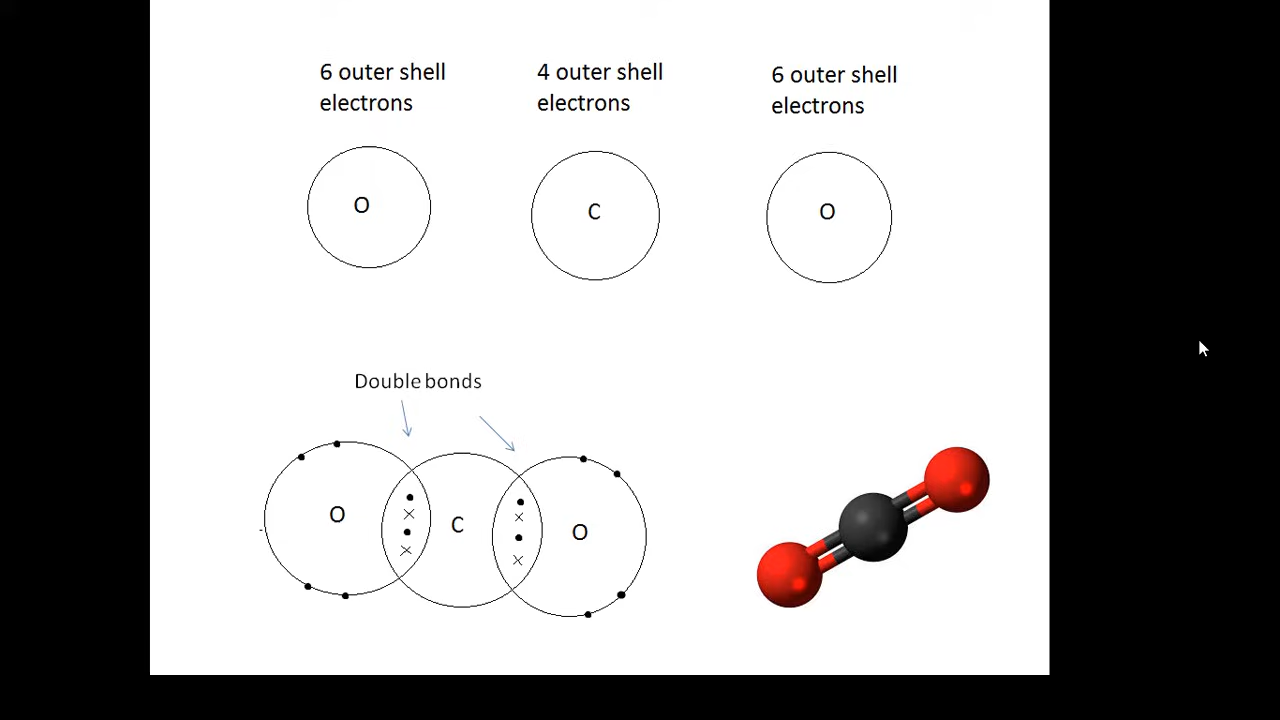 6 outer shell
electrons
4 outer shell
electrons
6 outer shell
electrons
O
C
O
Double bonds
O
C
O